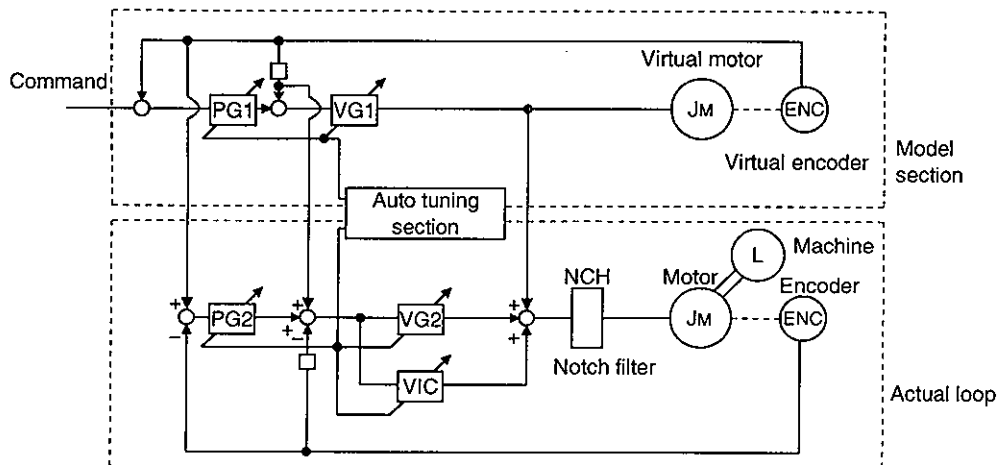 Command
PG1
VG1
Virtual motor
JM
ENC
Virtual encoder
Model
section
Auto tuning
section
Machine
L
Motor
Encoder
NCH
+
−
PG2
+
+
−
VG2
+
+
JM
ENC
Notch filter
VIC
Actual loop